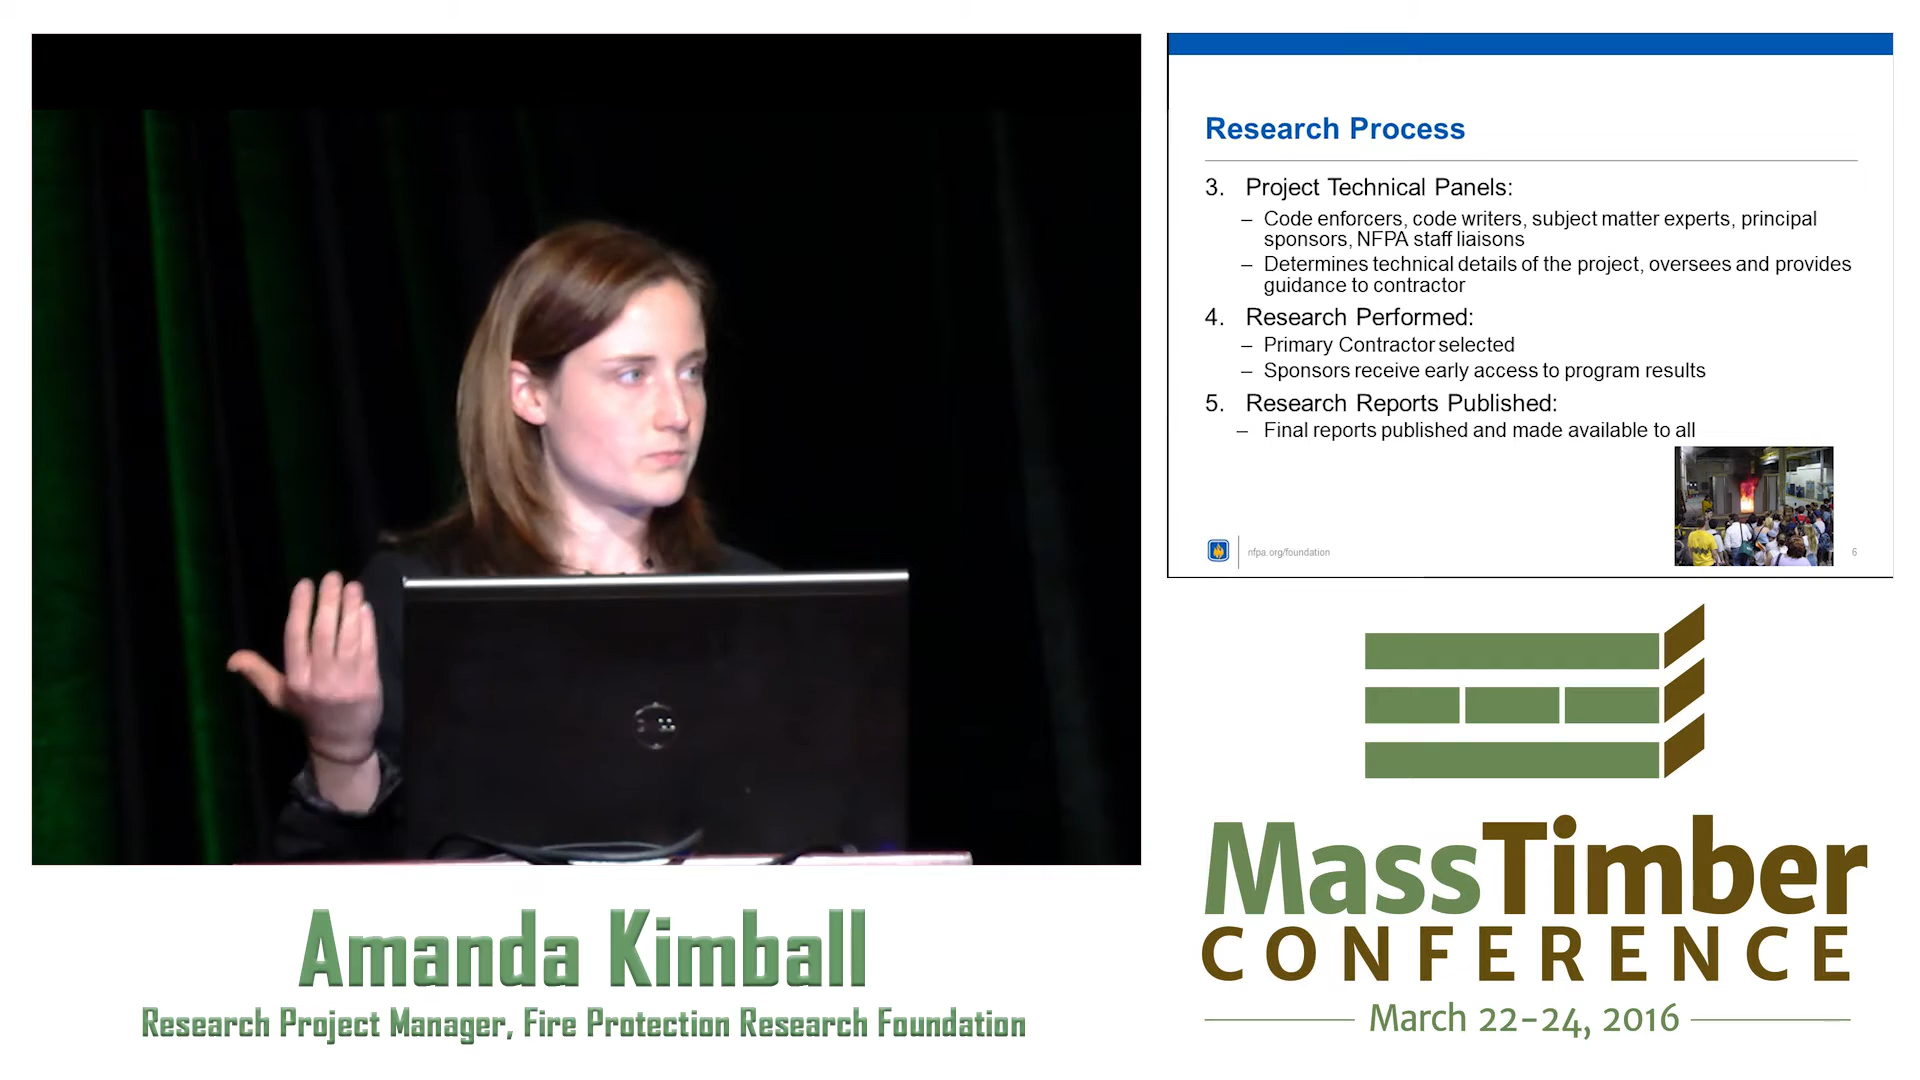 Research Process
3. Project Technical Panels:
– Code enforcers, code writers, subject matter experts, principal
sponsors, NFPA staff liaisons
– Determines technical details of the project, oversees and provides
guidance to contractor
4. Research Performed:
– Primary Contractor selected
– Sponsors receive early access to program results
5. Research Reports Published:
– Final reports published and made available to all
nfpa.org/foundation
6
MassTimber
CONFERENCE
March 22-24, 2016
Amanda Kimball
Research Project Manager, Fire Protection Research Foundation